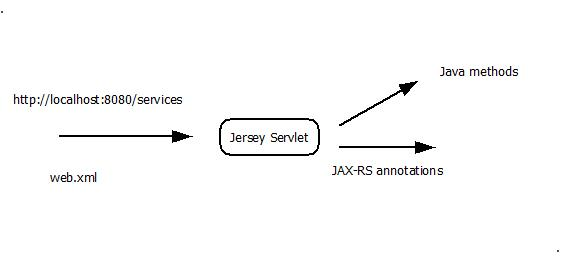 Java methods
http://localhost:8080/services
Jersey Servlet
JAX-RS annotations
web.xml